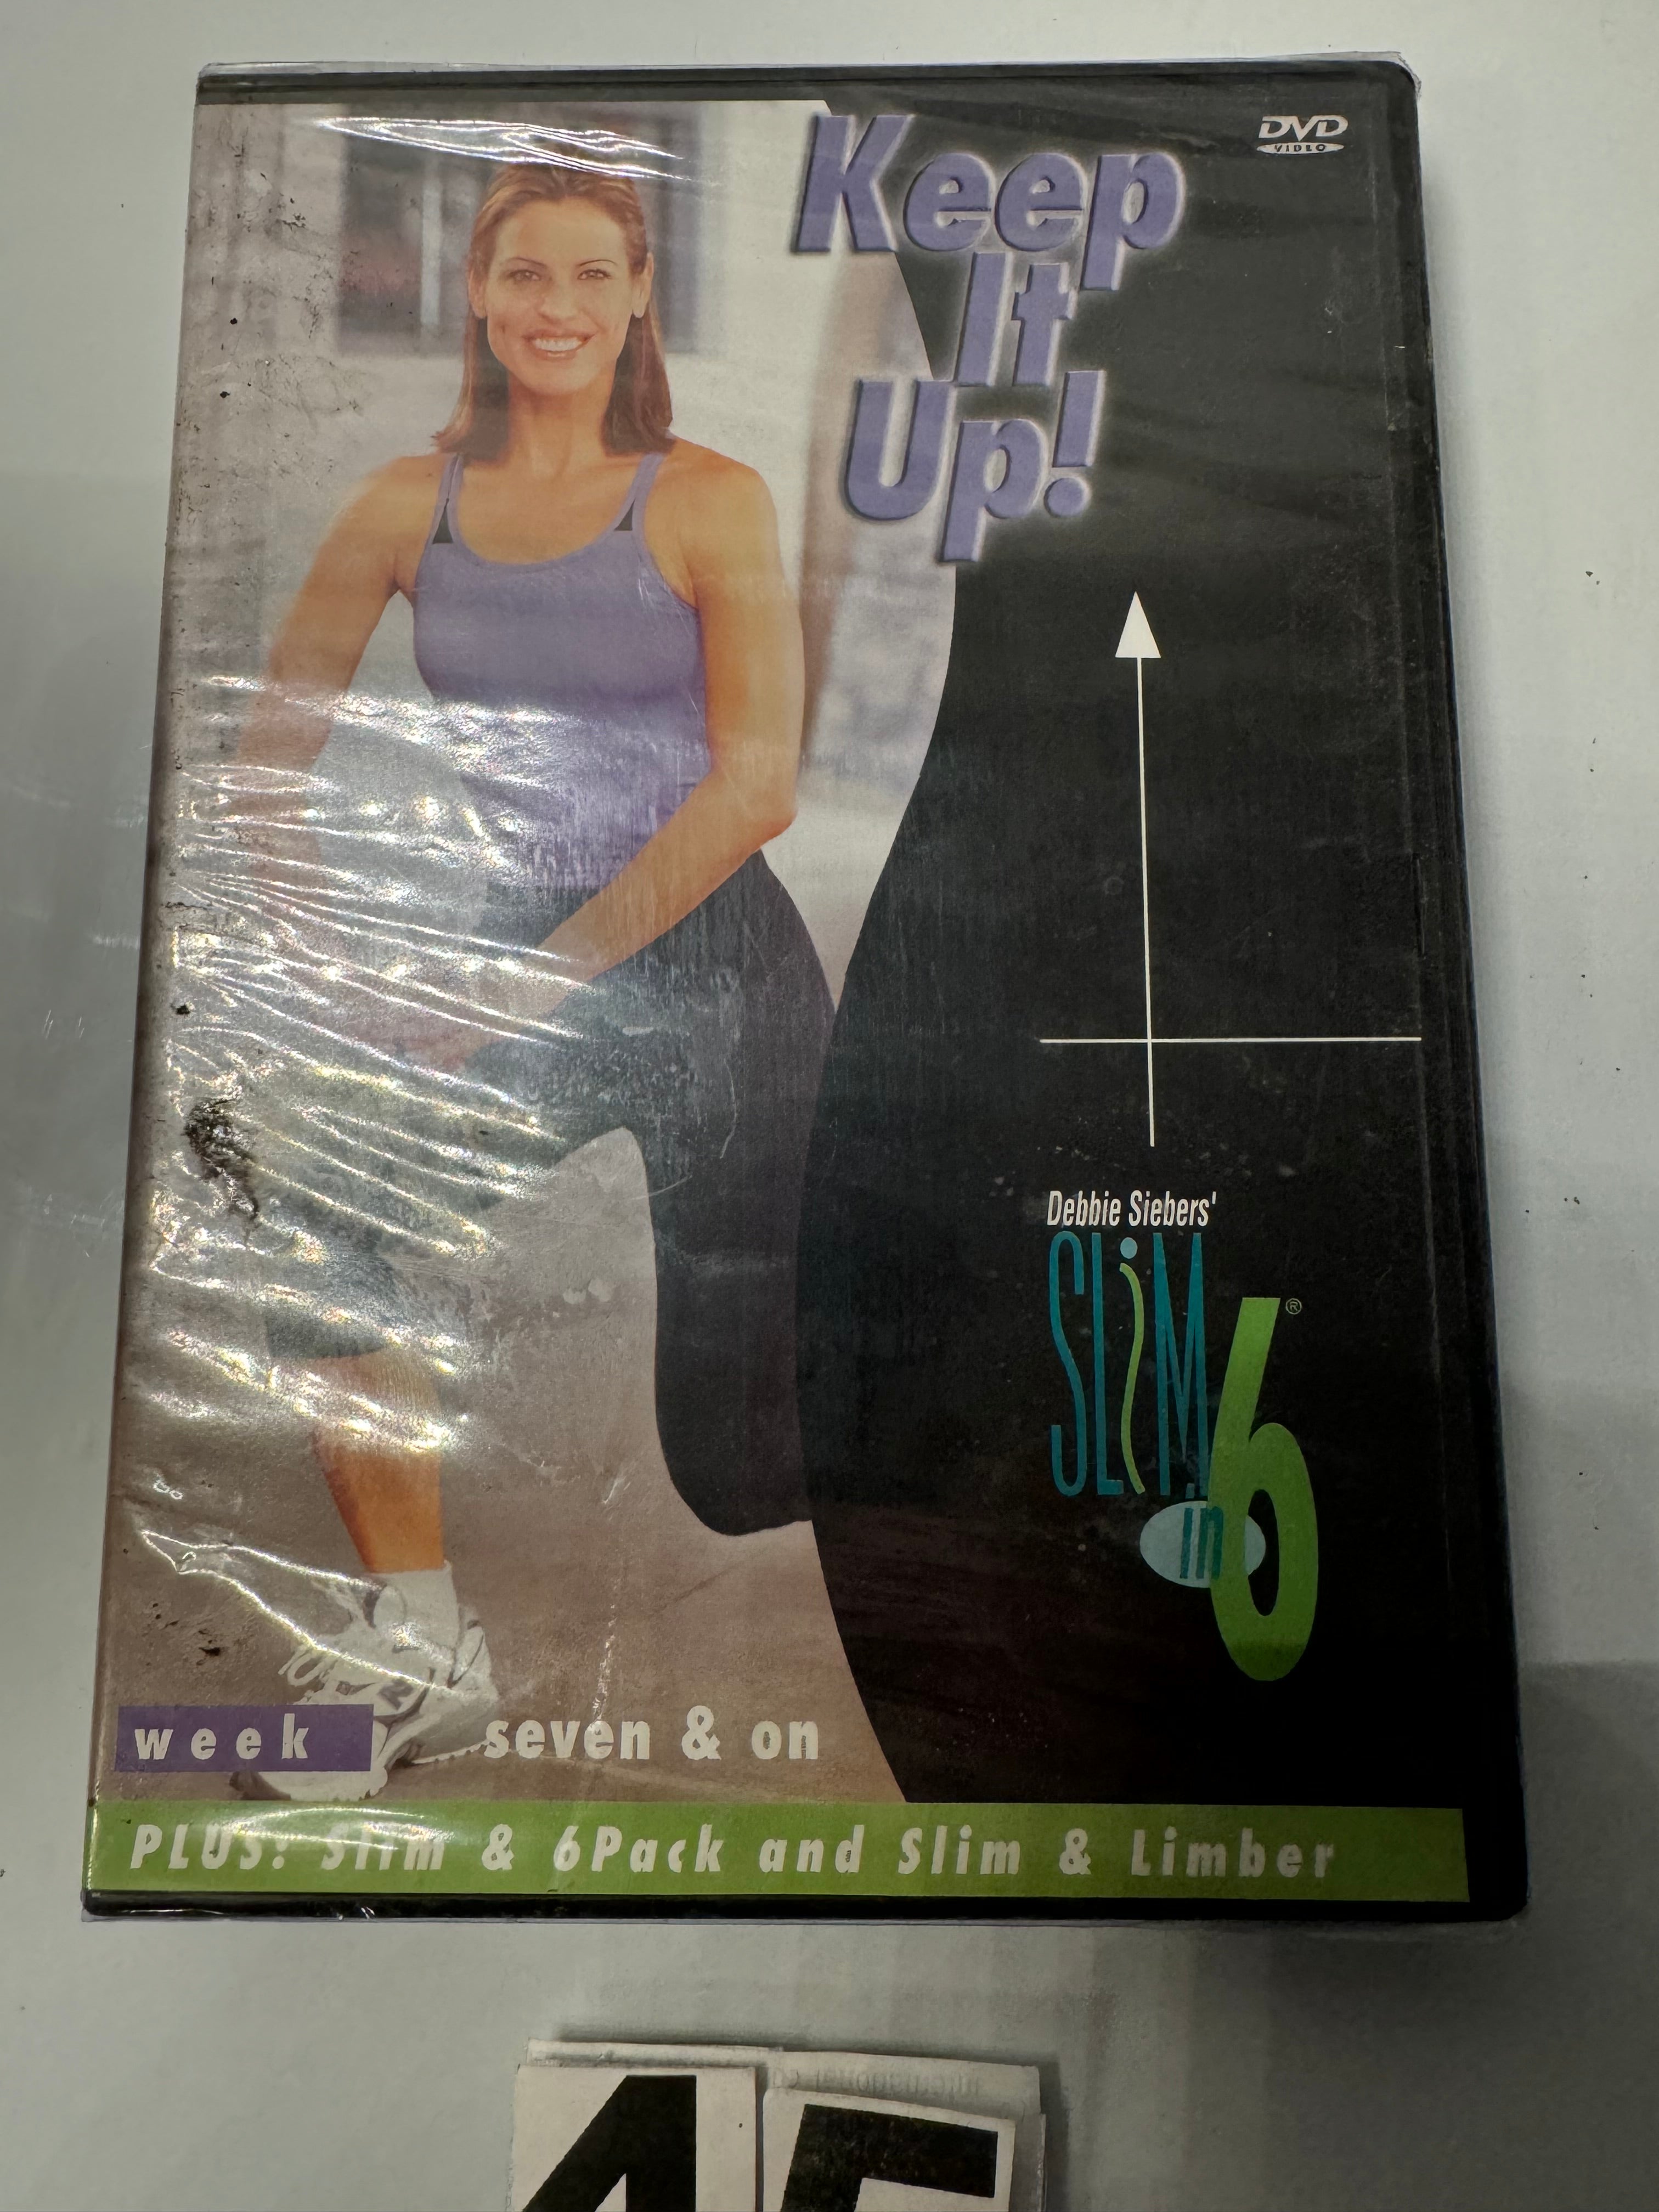 DVD
VIDEO
Keep
It
Up!
Debbie Siebers'
SLiM
in
6®
week seven & on
PLUS: Slim & 6Pack and Slim & Limber
international